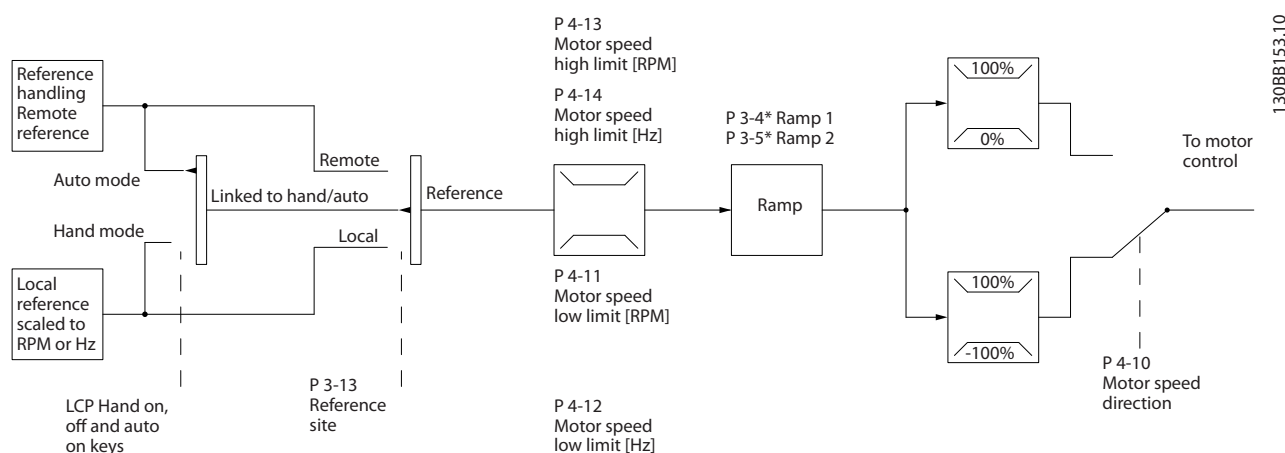 130BB153.10
P 4-13
Motor speed
high limit [RPM]
P 4-14
Motor speed
high limit [Hz]
Reference
handling
Remote
reference
Auto mode
Hand mode
Local
reference
scaled to
RPM or Hz
LCP Hand on,
off and auto
on keys
Linked to hand/auto
Remote
Local
P 3-13
Reference
site
Reference
P 4-11
Motor speed
low limit [RPM]
P 4-12
Motor speed
low limit [Hz]
P 3-4* Ramp 1
P 3-5* Ramp 2
Ramp
100%
0%
100%
-100%
To motor
control
P 4-10
Motor speed
direction